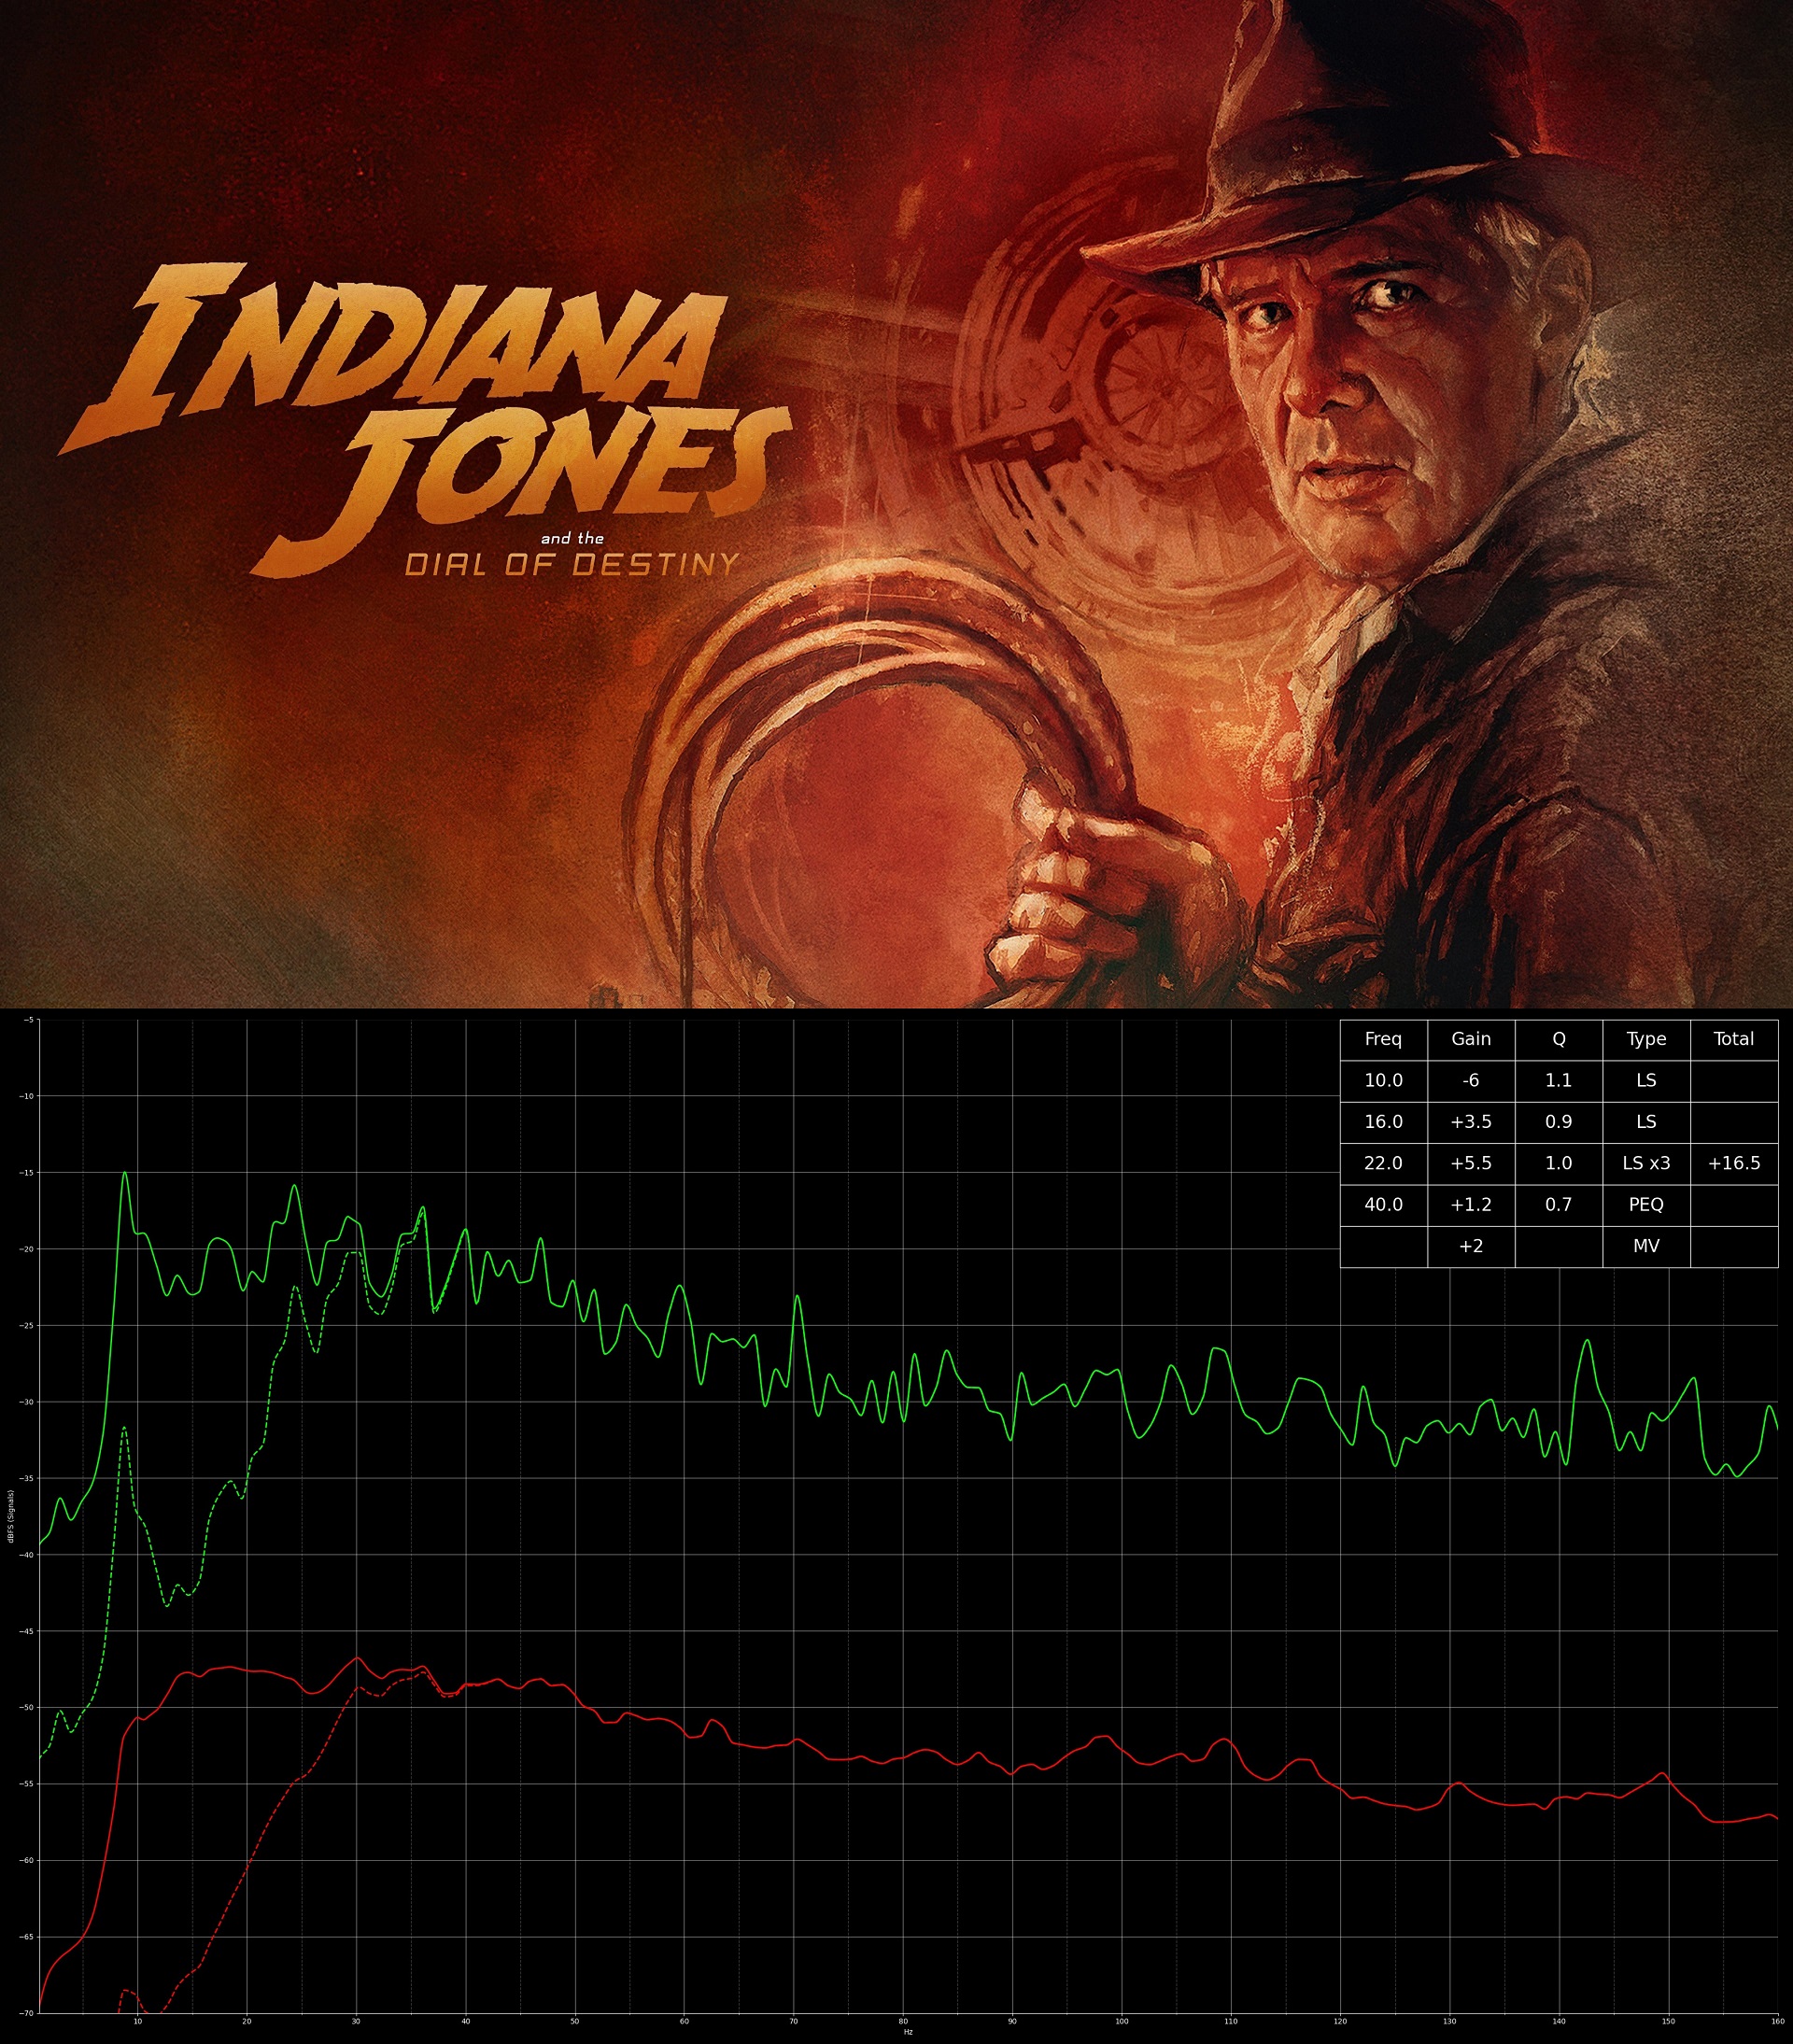 INDIANA
JONES
and the
DIAL OF DESTINY
Freq Gain Q Type Total
10.0 -6 1.1 LS
16.0 +3.5 0.9 LS
22.0 +5.5 1.0 LS x3 +16.5
40.0 +1.2 0.7 PEQ
+2 MV
−5
−10
−15
−20
−25
−30
−35
−40
−45
−50
−55
−60
−65
−70
dBFS (Signals)
10 20 30 40 50 60 70 80 90 100 110 120 130 140 150 160
Hz